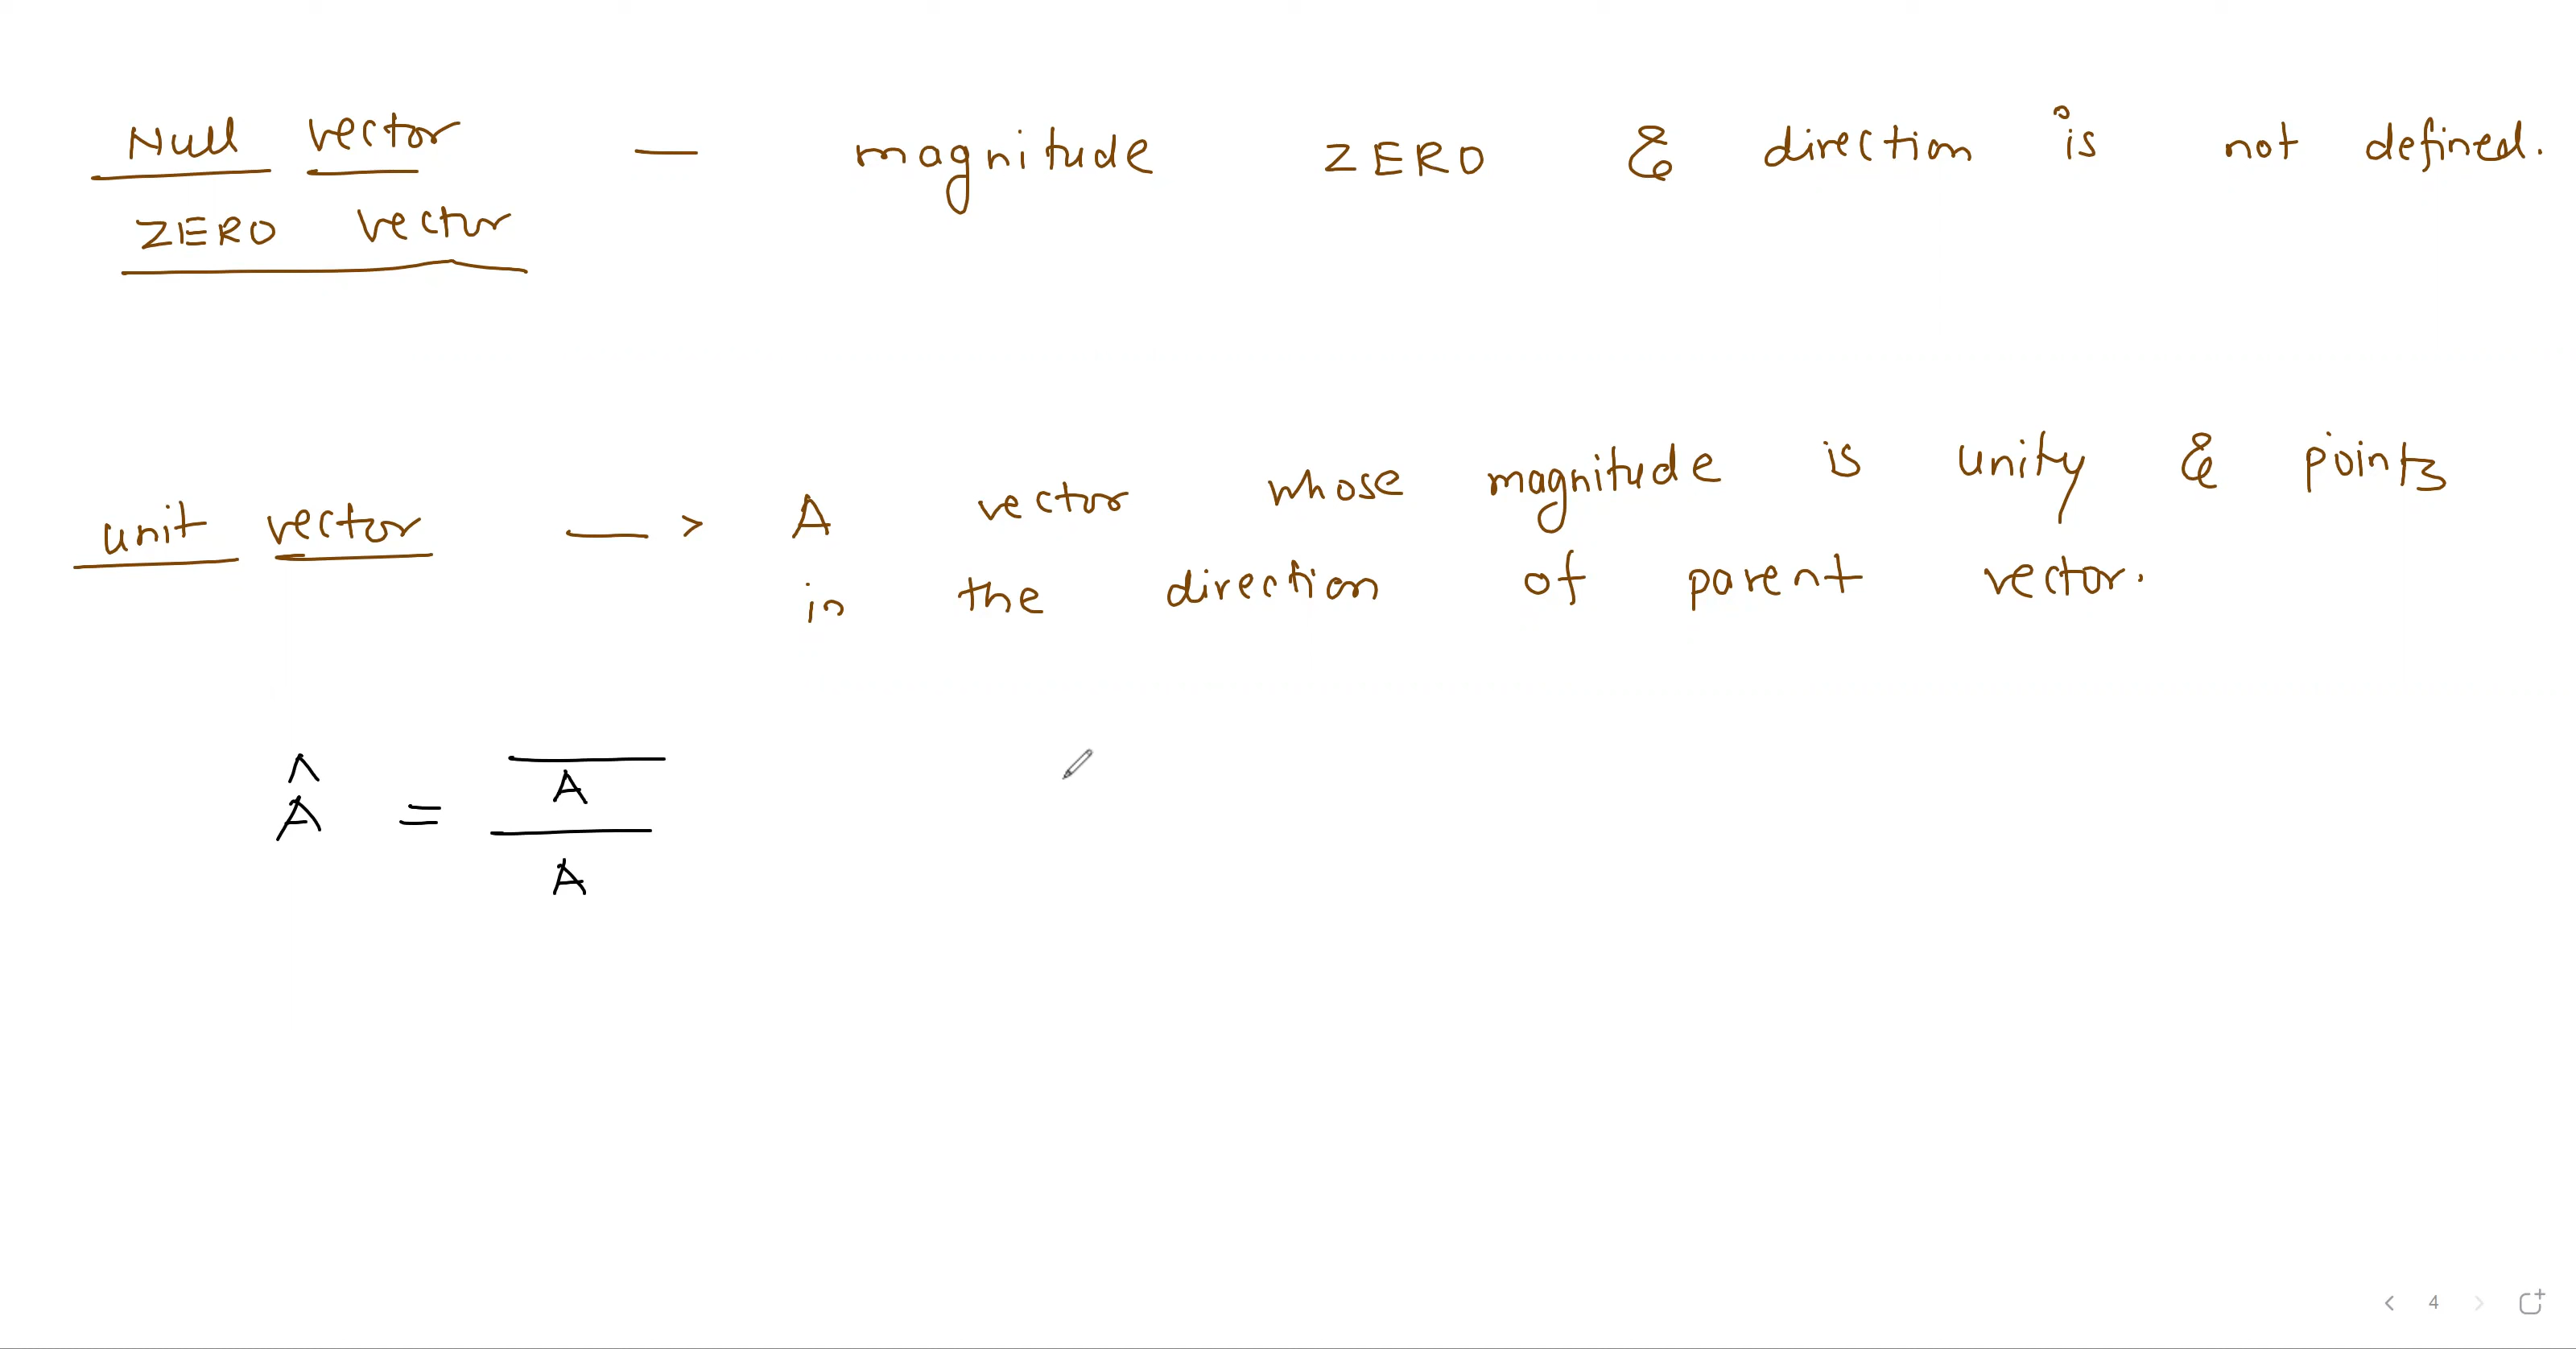 Null vector — magnitude ZERO & direction is not defined.
ZERO vector
unit vector —> A vector whose magnitude is unity & points
in the direction of parent vector.
Â = A̅ / A
4